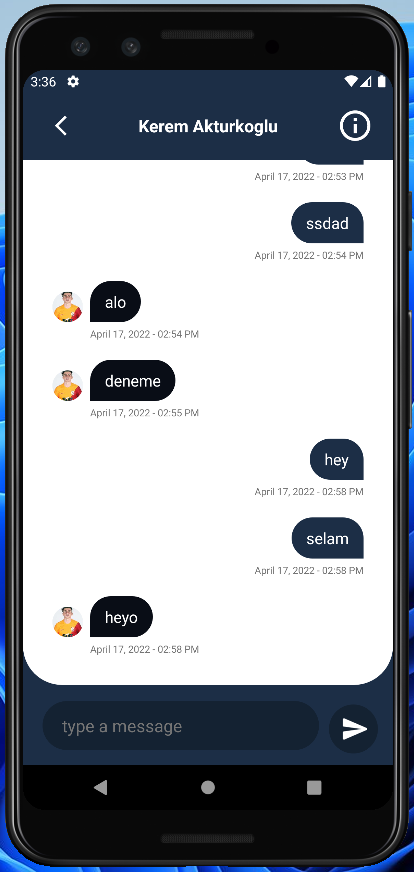 3:36
Kerem Akturkoglu
April 17, 2022 - 02:53 PM
ssdad
April 17, 2022 - 02:54 PM
alo
April 17, 2022 - 02:54 PM
deneme
April 17, 2022 - 02:55 PM
hey
April 17, 2022 - 02:58 PM
selam
April 17, 2022 - 02:58 PM
heyo
April 17, 2022 - 02:58 PM
type a message